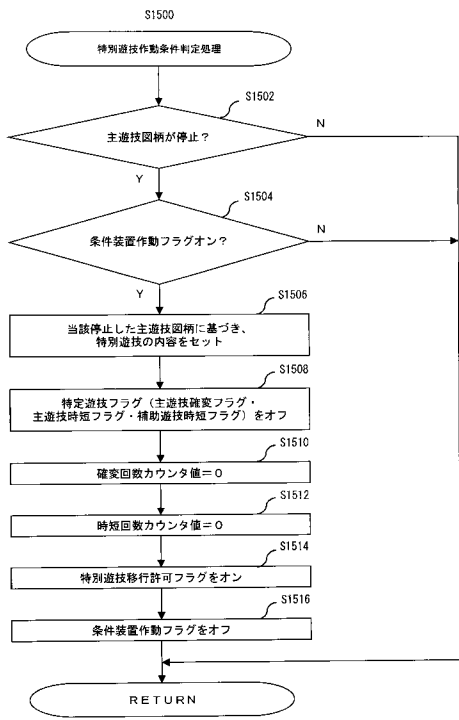 S1500
特別遊技作動条件判定処理
S1502
主遊技図柄が停止？
N
Y
S1504
条件装置作動フラグオン？
N
Y
S1506
当該停止した主遊技図柄に基づき、
特別遊技の内容をセット
S1508
特定遊技フラグ（主遊技確変フラグ・
主遊技時短フラグ・補助遊技時短フラグ）をオフ
S1510
確変回数カウンタ値＝０
S1512
時短回数カウンタ値＝０
S1514
特別遊技移行許可フラグをオン
S1516
条件装置作動フラグをオフ
RETURN